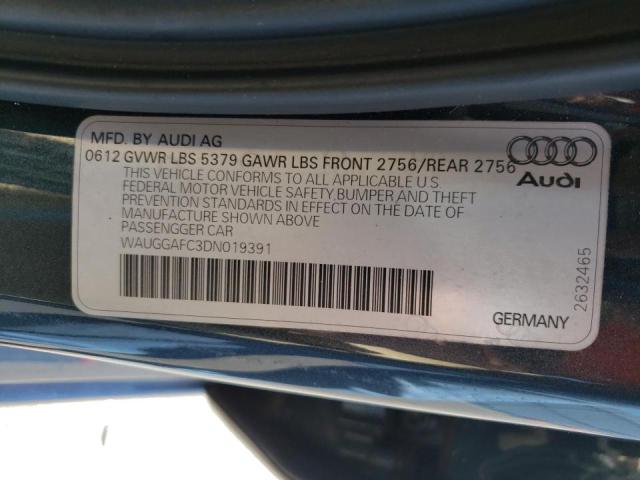 MFD. BY AUDI AG
0612 GVWR LBS 5379 GAWR LBS FRONT 2756/REAR 2756
THIS VEHICLE CONFORMS TO ALL APPLICABLE U.S
FEDERAL MOTOR VEHICLE SAFETY,BUMPER AND THEFT
PREVENTION STANDARDS IN EFFECT ON THE DATE OF
MANUFACTURE SHOWN ABOVE
PASSENGGER CAR
WAUGGAFC3DN019391
Audi
2632465
GERMANY